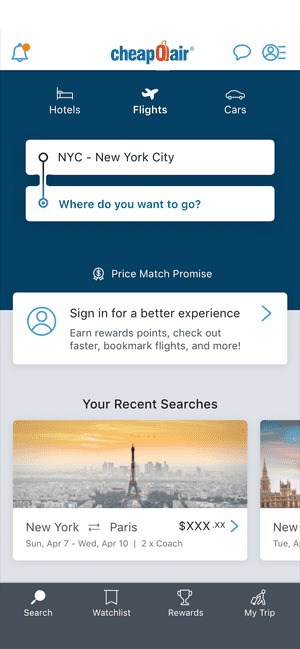 cheapOair®
Hotels
Flights
Cars
NYC - New York City
Where do you want to go?
Price Match Promise
Sign in for a better experience
Earn rewards points, check out
faster, bookmark flights, and more!
Your Recent Searches
New York ⇄ Paris $XXX.xx
Sun, Apr 7 - Wed, Apr 10 | 2 x Coach
New
Tue, A
Search
Watchlist
Rewards
My Trip